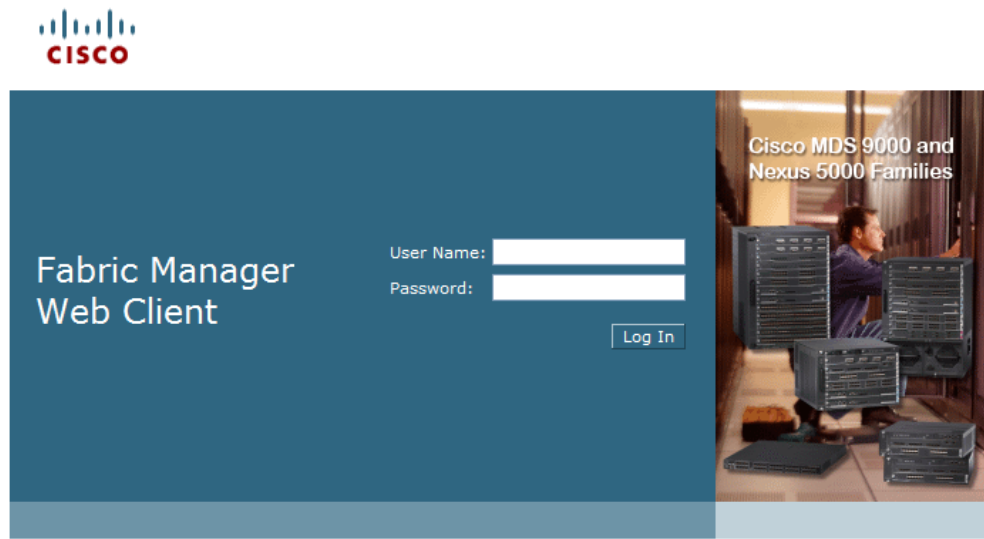 CISCO
Cisco MDS 9000 and
Nexus 5000 Families
Fabric Manager
Web Client
User Name:
Password:
Log In